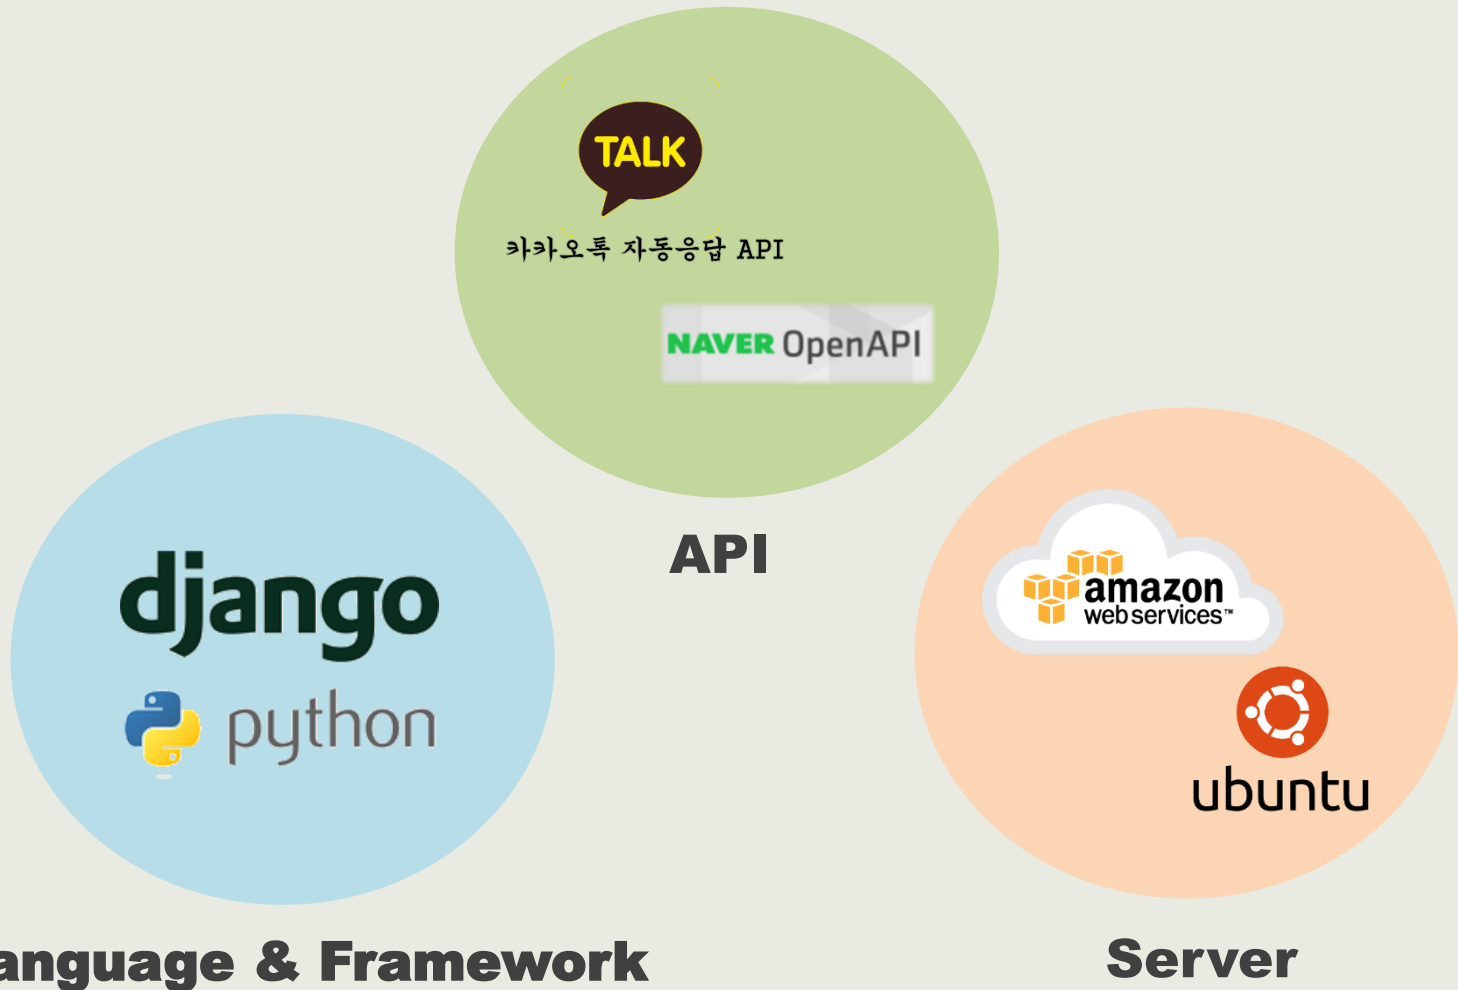 TALK
카카오톡 자동응답 API
NAVER OpenAPI
API
django
python
amazon
web services™
ubuntu
anguage & Framework
Server